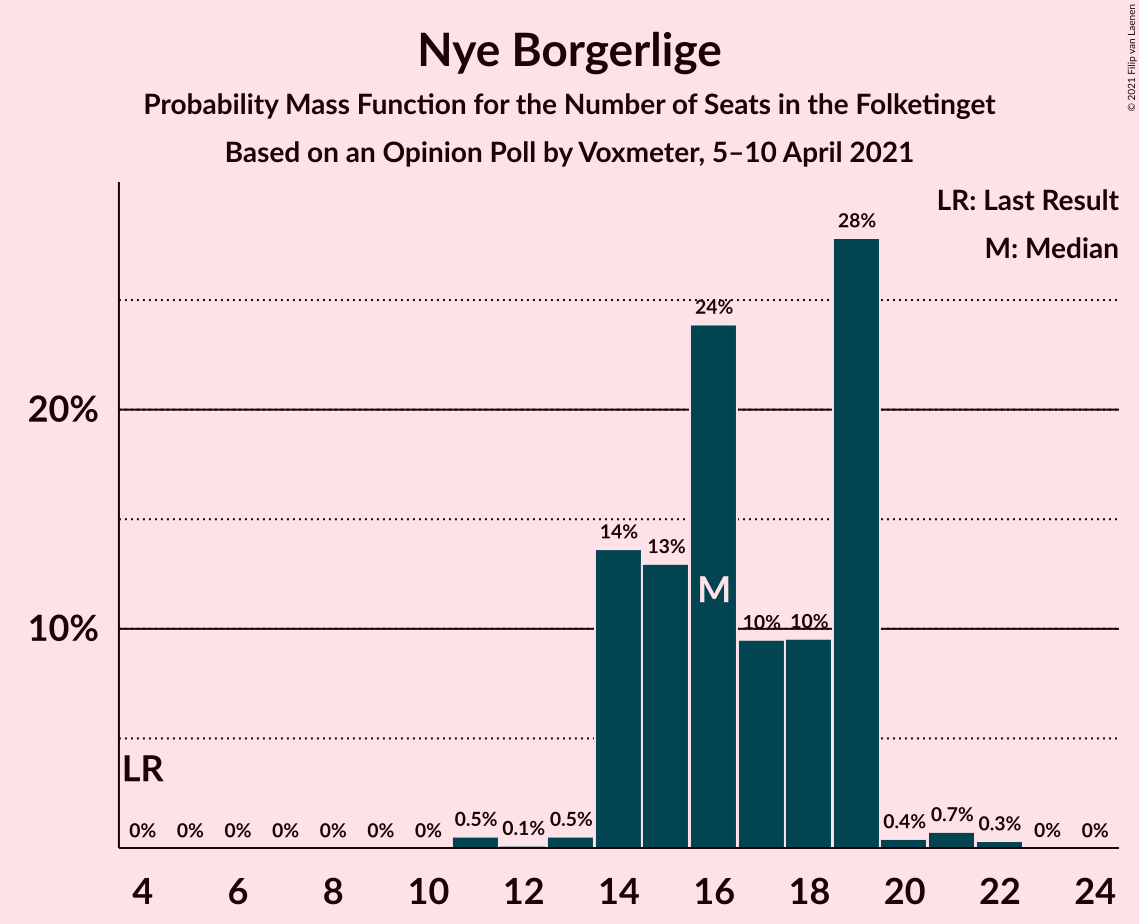 Nye Borgerlige
Probability Mass Function for the Number of Seats in the Folketinget
Based on an Opinion Poll by Voxmeter, 5–10 April 2021
© 2021 Filip van Laenen
LR: Last Result
M: Median
28%
24%
20%
14%
13%
M
10%
10%
10%
LR
0%
0%
0%
0%
0%
0%
0%
0.5%
0.1%
0.5%
0.4%
0.7%
0.3%
0%
0%
4 6 8 10 12 14 16 18 20 22 24